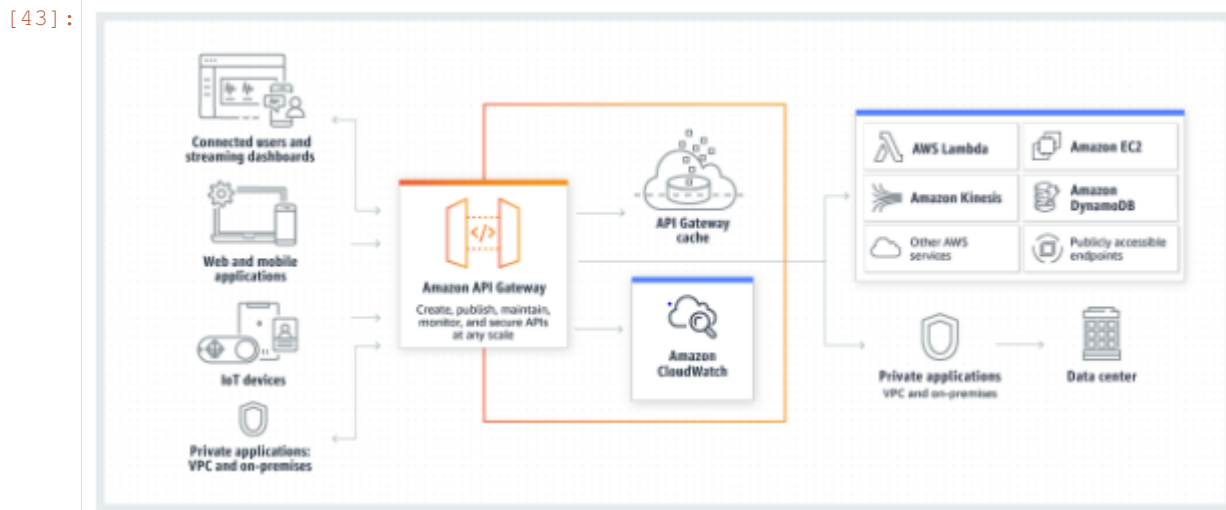 [43]:
Connected users and
streaming dashboards
Web and mobile
applications
IoT devices
Private applications:
VPC and on-premises
</>
Amazon API Gateway
Create, publish, maintain,
monitor, and secure APIs
at any scale
API Gateway
cache
Amazon
CloudWatch
AWS Lambda
Amazon EC2
Amazon Kinesis
Amazon
DynamoDB
Other AWS
services
Publicly accessible
endpoints
Private applications
VPC and on-premises
Data center